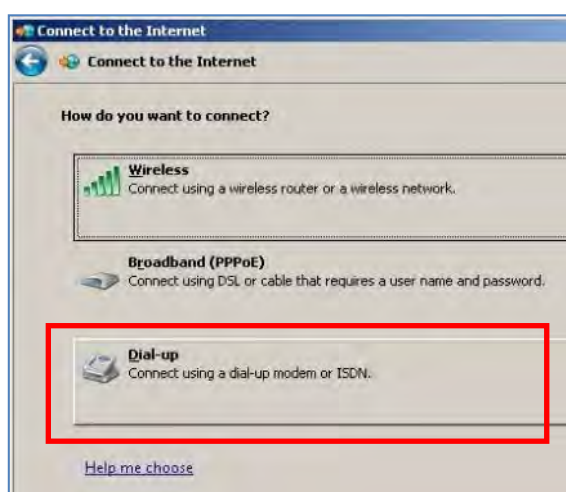 Connect to the Internet
Connect to the Internet
How do you want to connect?
Wireless
Connect using a wireless router or a wireless network.
Broadband (PPPoE)
Connect using DSL or cable that requires a user name and password.
Dial-up
Connect using a dial-up modem or ISDN.
Help me choose